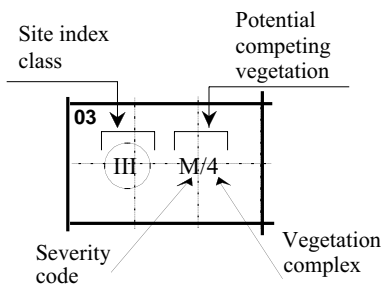 Site index
class
Potential
competing
vegetation
03
III
M/4
Severity
code
Vegetation
complex